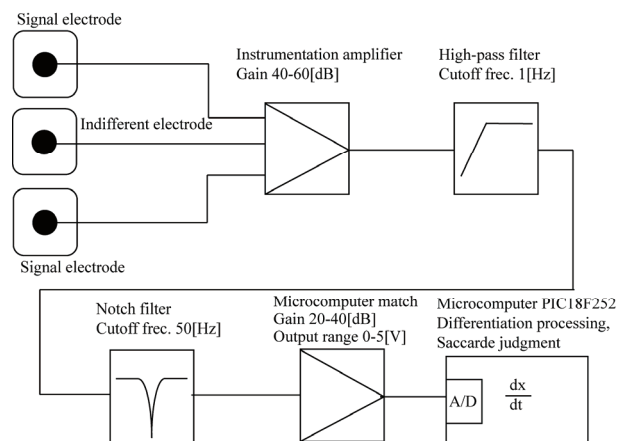 Signal electrode
Instrumentation amplifier
Gain 40-60[dB]
High-pass filter
Cutoff frec. 1[Hz]
Indifferent electrode
Signal electrode
Notch filter
Cutoff frec. 50[Hz]
Microcomputer match
Gain 20-40[dB]
Output range 0-5[V]
Microcomputer PIC18F252
Differentiation processing,
Saccarde judgment
A/D
dx
dt